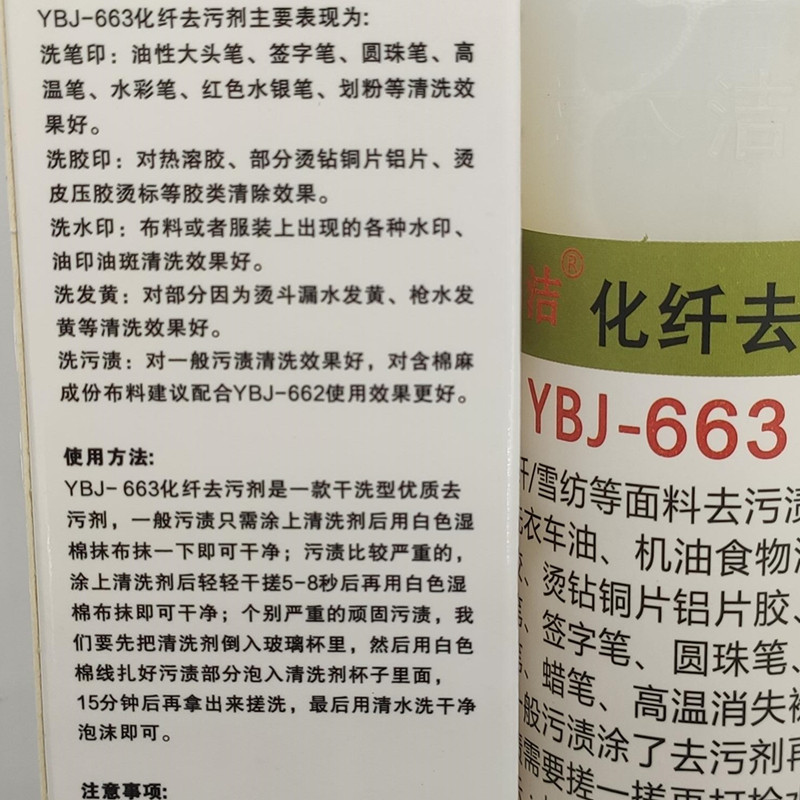 YBJ-663化纤去污剂主要表现为:
洗笔印：油性大头笔、签字笔、圆珠笔、高
温笔、水彩笔、红色水银笔、划粉等清洗效
果好。
洗胶印：对热溶胶、部分烫钻铜片铝片、烫
皮压胶烫标等胶类清除效果。
洗水印：布料或者服装上出现的各种水印、
油印油斑清洗效果好。
洗发黄：对部分因为烫斗漏水发黄、枪水发
黄等清洗效果好。
洗污渍：对一般污渍清洗效果好，对含棉麻
成份布料建议配合YBJ-662使用效果更好。
使用方法:
YBJ- 663化纤去污剂是一款干洗型优质去
污剂，一般污渍只需涂上清洗剂后用白色湿
棉抹布抹一下即可干净；污渍比较严重的，
涂上清洗剂后轻轻干搓5-8秒后再用白色湿
棉布抹即可干净；个别严重的顽固污渍，我
们要先把清洗剂倒入玻璃杯里，然后用白色
棉线扎好污渍部分泡入清洗剂杯子里面，
15分钟后再拿出来搓洗，最后用清水洗干净
泡沫即可。
注意事项:
洁®
化纤去
YBJ-663
/雪纺等面料去污渍
衣车油、机油食物
、烫钻铜片铝片胶、
、签字笔、圆珠笔、
、蜡笔、高温消失
般污渍涂了去污剂再
需要搓一搓再打枪水